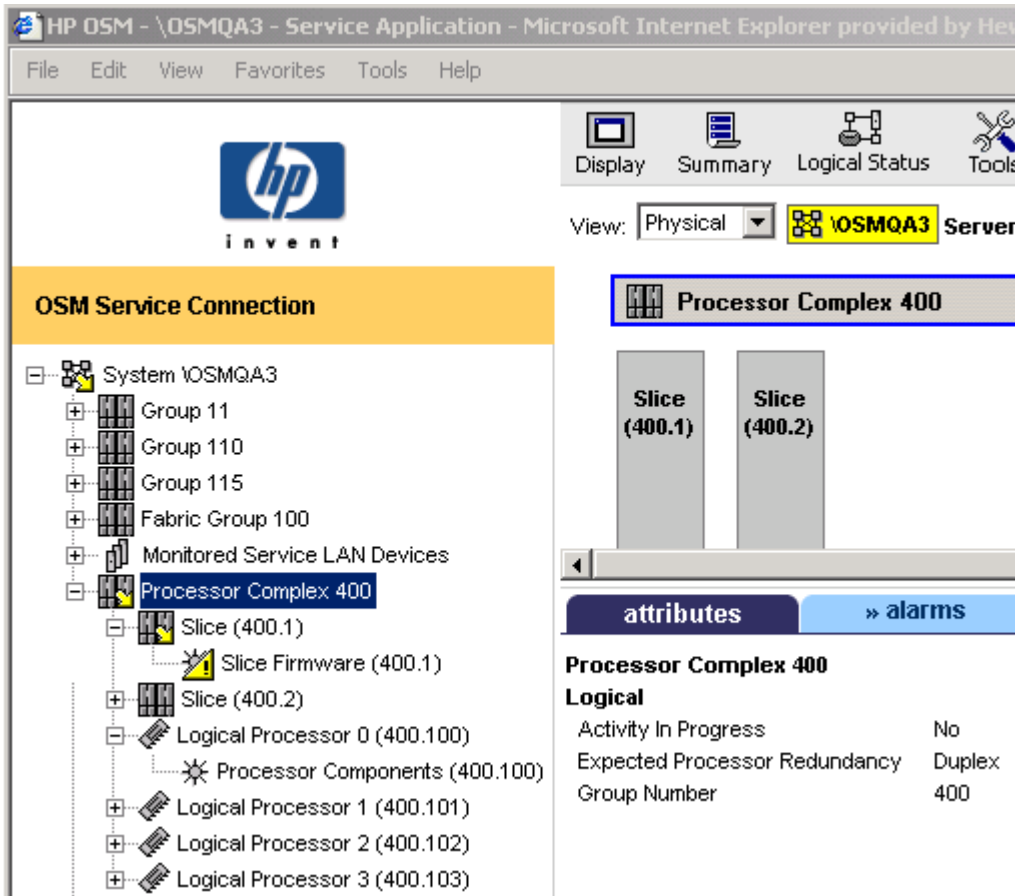 HP OSM - \OSMQA3 - Service Application - Microsoft Internet Explorer provided by Hew
File Edit View Favorites Tools Help
hp
invent
Display Summary Logical Status Tools
View: Physical \OSMQA3 Server
OSM Service Connection
System \OSMQA3
Group 11
Group 110
Group 115
Fabric Group 100
Monitored Service LAN Devices
Processor Complex 400
Slice (400.1)
Slice Firmware (400.1)
Slice (400.2)
Logical Processor 0 (400.100)
Processor Components (400.100)
Logical Processor 1 (400.101)
Logical Processor 2 (400.102)
Logical Processor 3 (400.103)
Processor Complex 400
Slice
(400.1)
Slice
(400.2)
attributes » alarms
Processor Complex 400
Logical
Activity In Progress No
Expected Processor Redundancy Duplex
Group Number 400